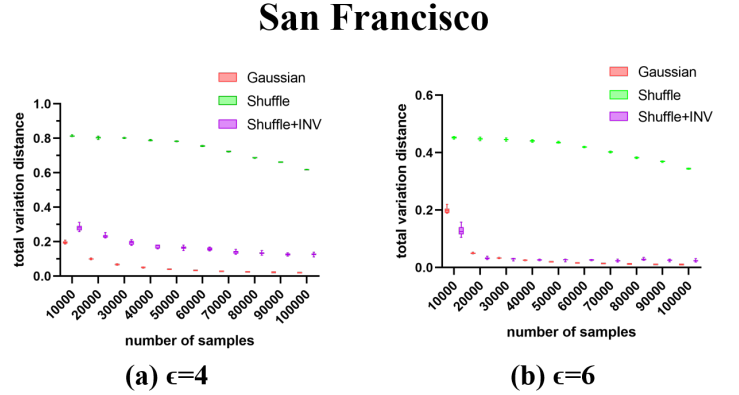 San Francisco
Gaussian
Shuffle
Shuffle+INV
total variation distance
1.0
0.8
0.6
0.4
0.2
0.0
10000
20000
30000
40000
50000
60000
70000
80000
90000
100000
number of samples
(a) ϵ=4
Gaussian
Shuffle
Shuffle+INV
total variation distance
0.6
0.4
0.2
0.0
10000
20000
30000
40000
50000
60000
70000
80000
90000
100000
number of samples
(b) ϵ=6